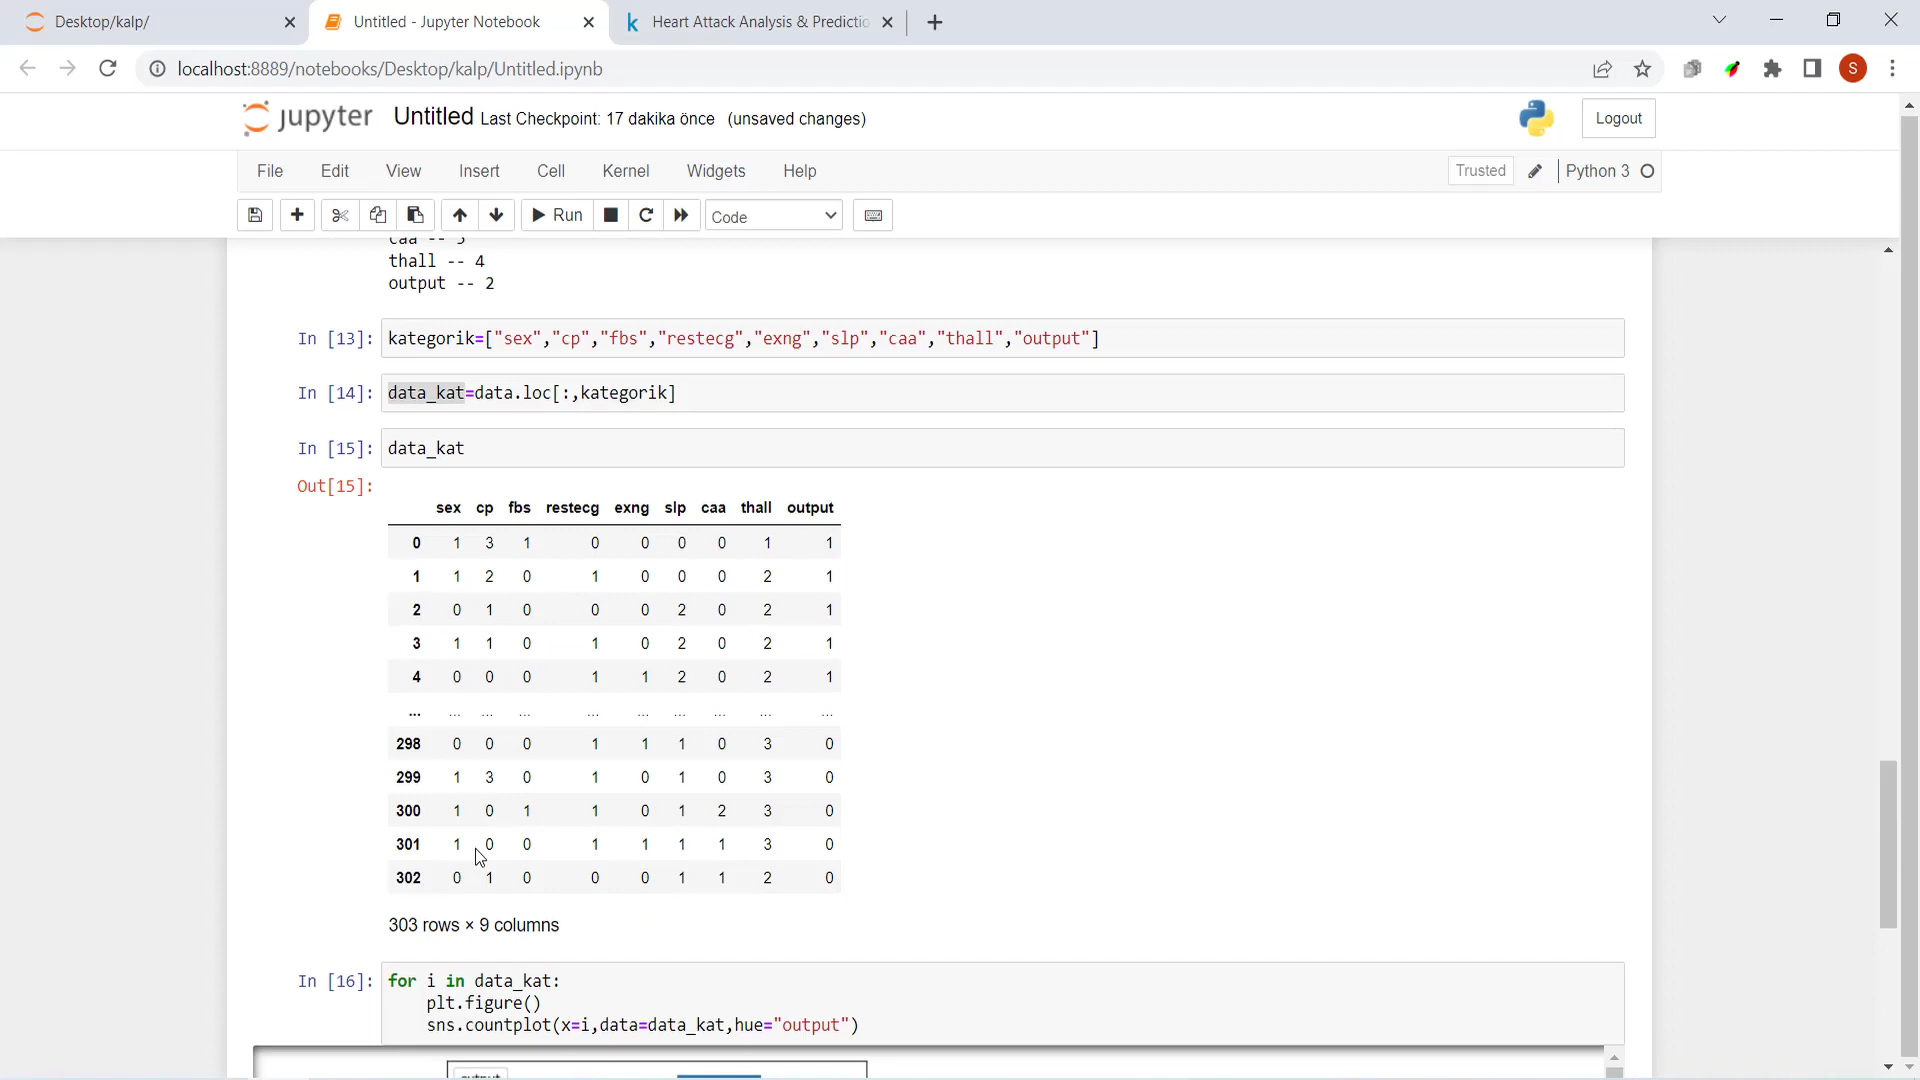 Desktop/kalp/
Untitled - Jupyter Notebook
Heart Attack Analysis & Predictio
localhost:8889/notebooks/Desktop/kalp/Untitled.ipynb
S
jupyter Untitled Last Checkpoint: 17 dakika önce (unsaved changes)
Logout
File Edit View Insert Cell Kernel Widgets Help
Trusted Python 3
Run Code
caa -- 5
thall -- 4
output -- 2
In [13]: kategorik=["sex","cp","fbs","restecg","exng","slp","caa","thall","output"]
In [14]: data_kat=data.loc[:,kategorik]
In [15]: data_kat
Out[15]:
sex cp fbs restecg exng slp caa thall output
0 1 3 1 0 0 0 0 1 1
1 1 2 0 1 0 0 0 2 1
2 0 1 0 0 0 2 0 2 1
3 1 1 0 1 0 2 0 2 1
4 0 0 0 1 1 2 0 2 1
... ... ... ... ... ... ... ... ... ...
298 0 0 0 1 1 1 0 3 0
299 1 3 0 1 0 1 0 3 0
300 1 0 1 1 0 1 2 3 0
301 1 0 0 1 1 1 1 3 0
302 0 1 0 0 0 1 1 2 0
303 rows × 9 columns
In [16]: for i in data_kat:
plt.figure()
sns.countplot(x=i,data=data_kat,hue="output")
output